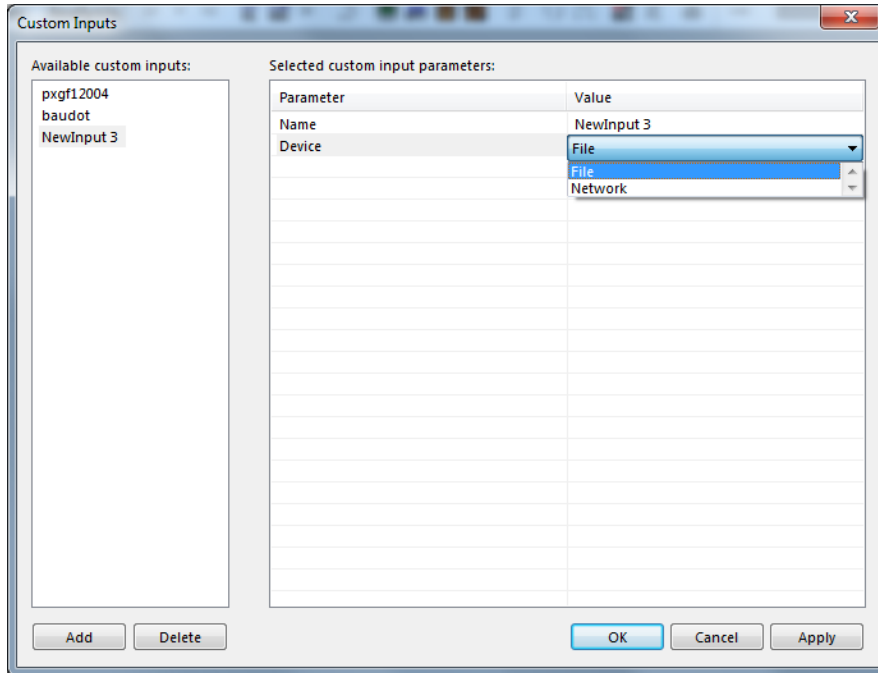 Custom Inputs
Available custom inputs:
pxgf12004
baudot
NewInput 3
Selected custom input parameters:
Parameter Value
Name NewInput 3
Device File
File
Network
Add Delete OK Cancel Apply